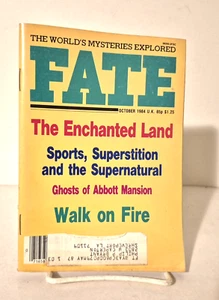 THE WORLD'S MYSTERIES EXPLORED
FATE
OCTOBER 1984 U.K. 95p $1.25
The Enchanted Land
Sports, Superstition
and the Supernatural
Ghosts of Abbott Mansion
Walk on Fire